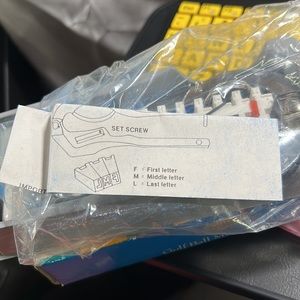 SET SCREW
F = First letter
M = Middle letter
L = Last letter